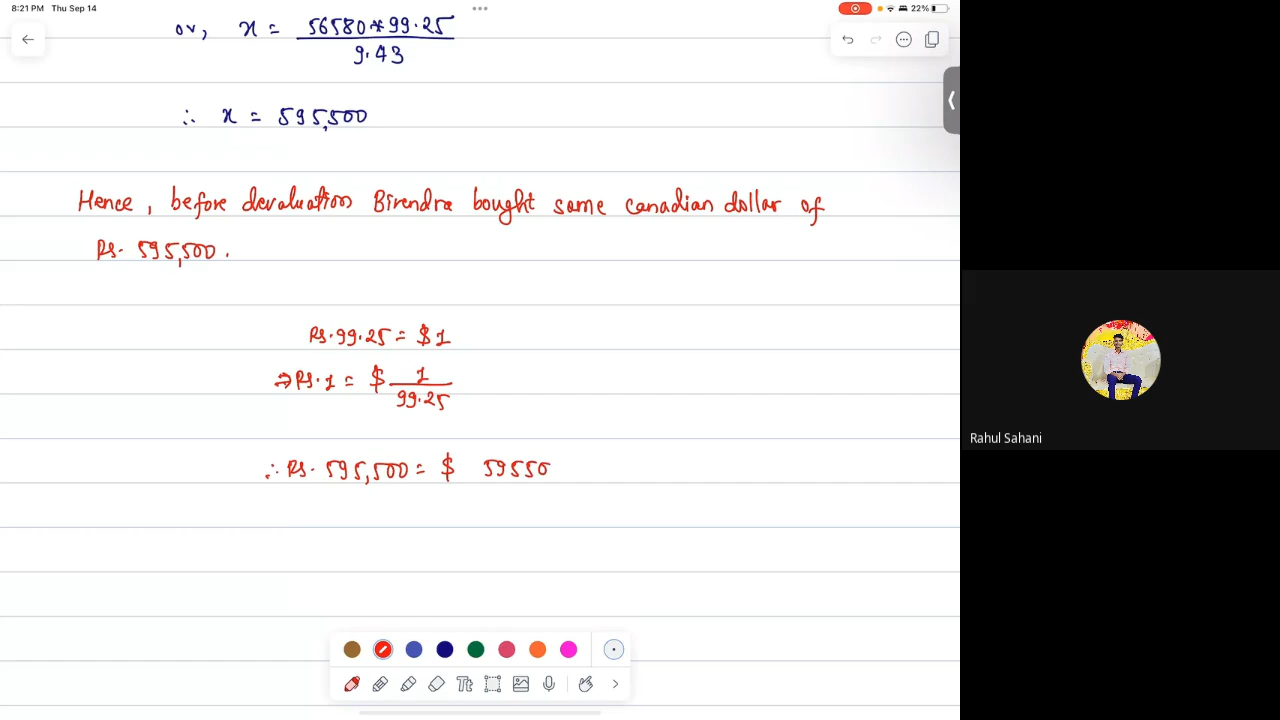 8:21 PM Thu Sep 14
22%
or, x = 56580*99.25
9.43
∴ x = 595,500
Hence, before devaluation Birendra bought some canadian dollar of
Rs. 595,500.
Rs. 99.25 = $ 1
⇒ Rs. 1 = $ 1
99.25
∴ Rs. 595,500 = $ 59550
Tt
Rahul Sahani